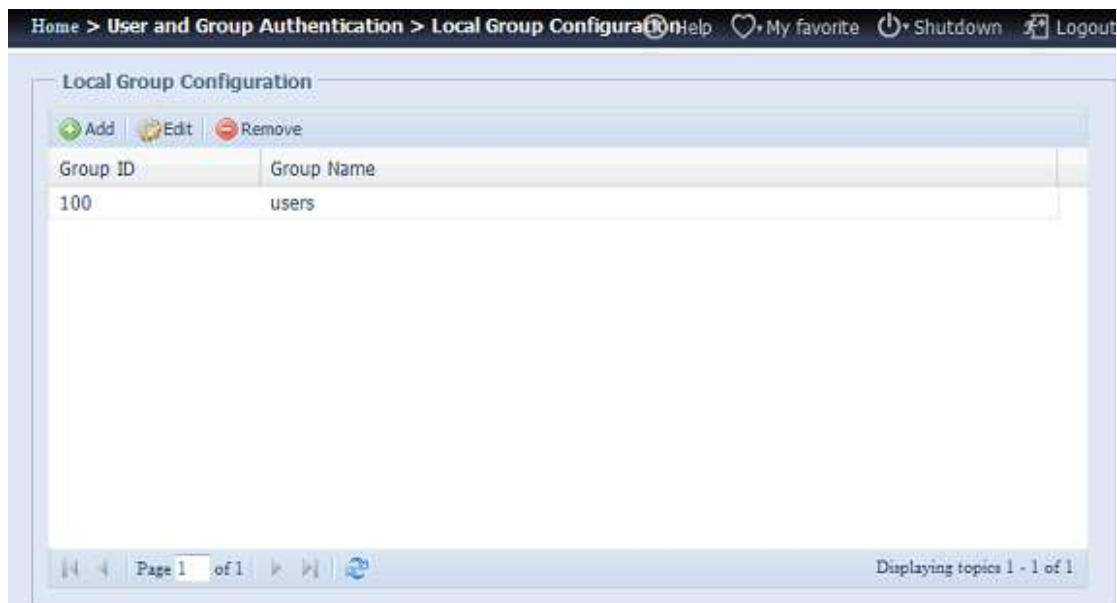 Home > User and Group Authentication > Local Group Configuration Help My favorite Shutdown Logout
Local Group Configuration
Add Edit Remove
Group ID Group Name
100 users
Page 1 of 1 Displaying topics 1 - 1 of 1